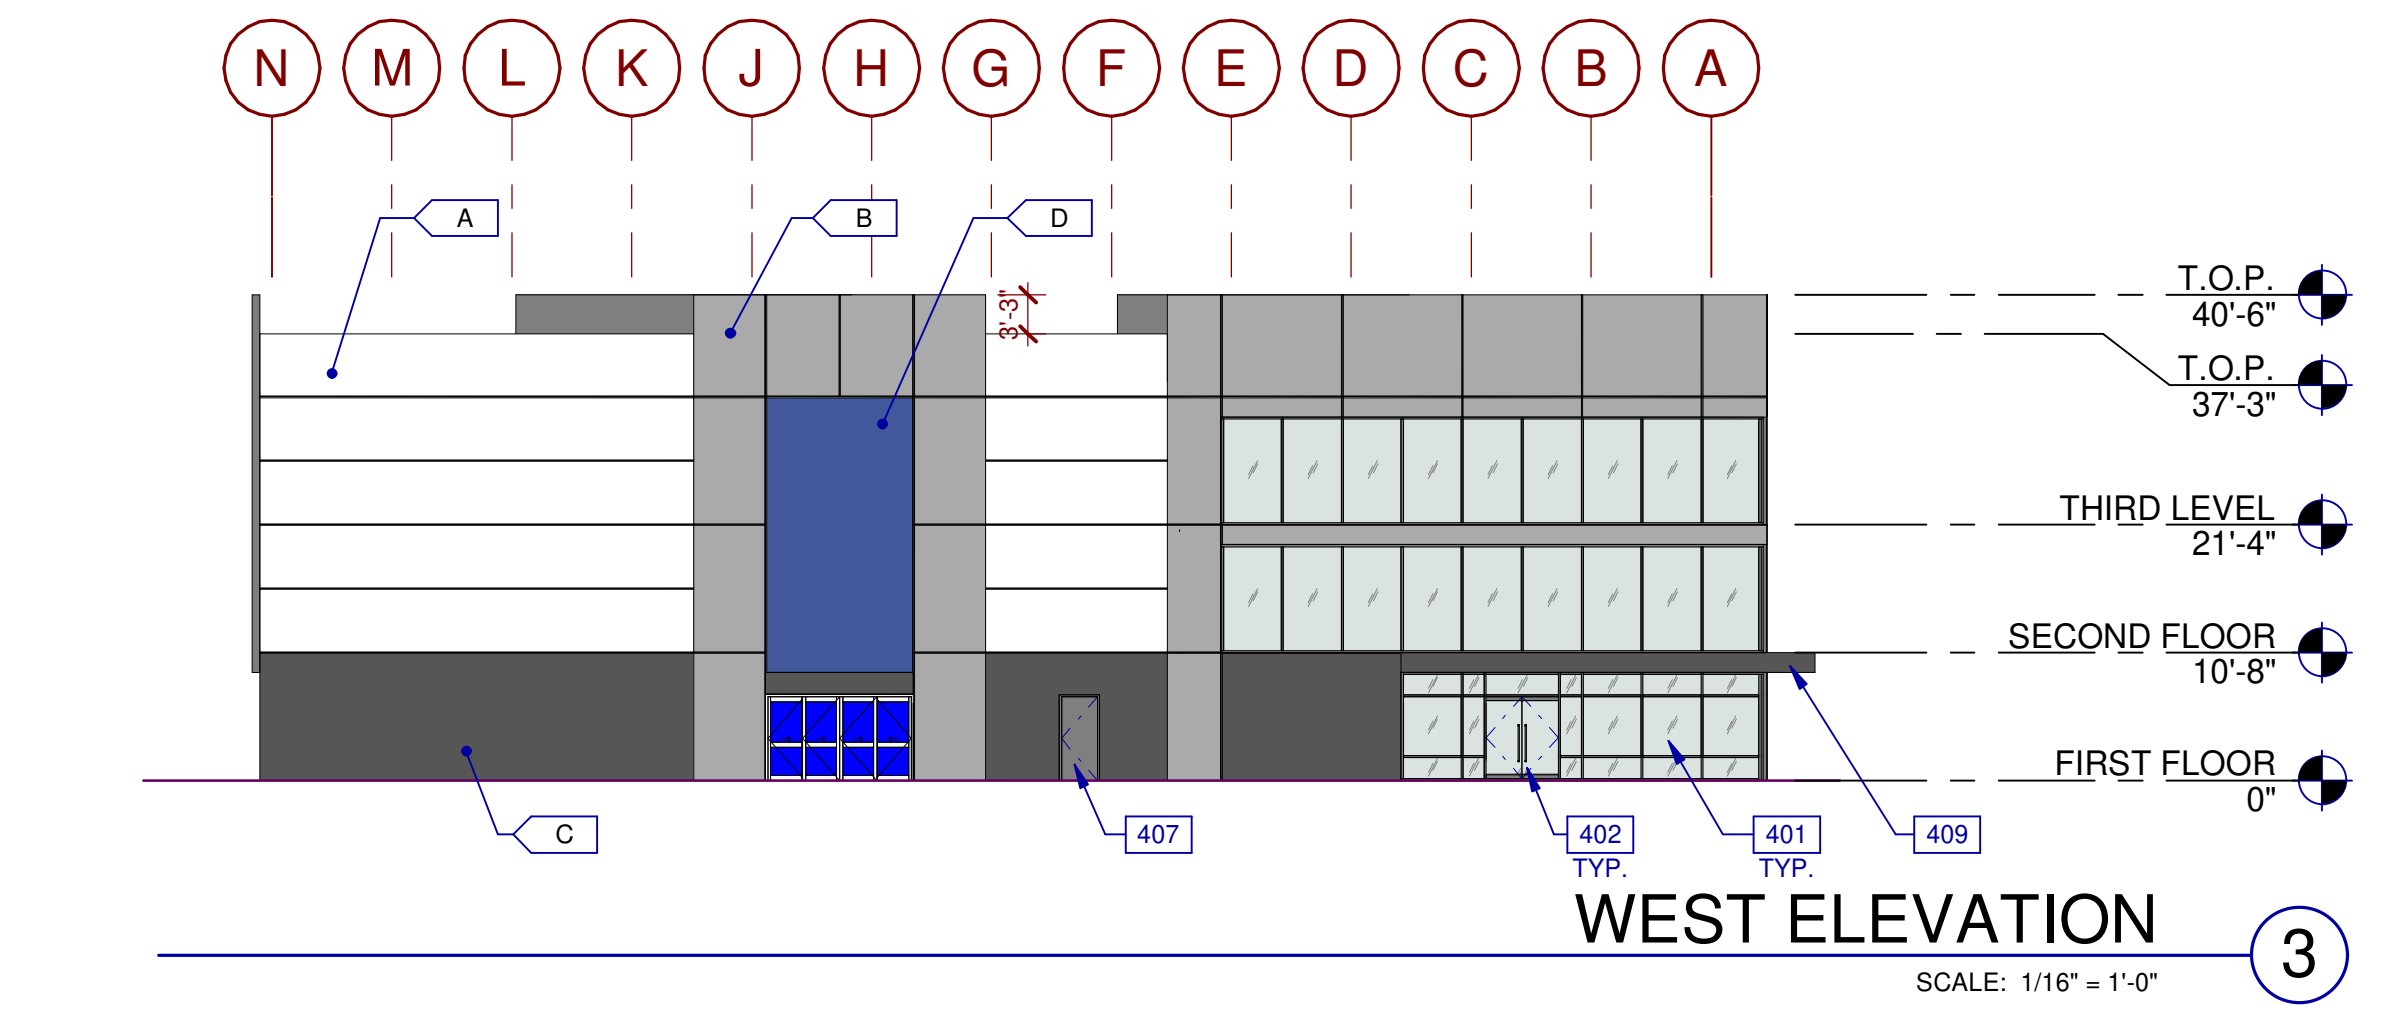 N M L K J H G F E D C B A
A
B
D
3'-3"
T.O.P.
40'-6"
T.O.P.
37'-3"
THIRD LEVEL
21'-4"
SECOND FLOOR
10'-8"
FIRST FLOOR
0"
C
407
402
TYP.
401
TYP.
409
WEST ELEVATION
3
SCALE: 1/16" = 1'-0"